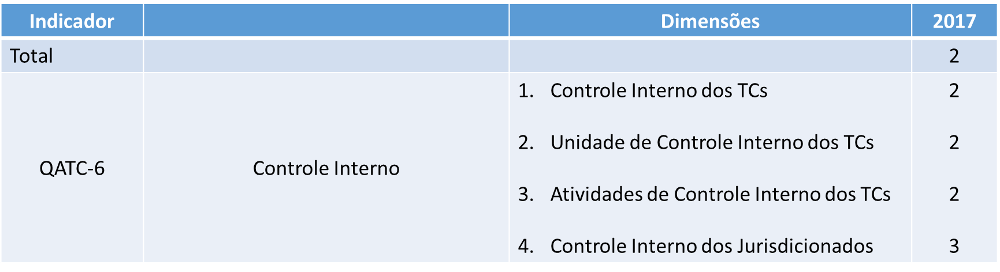 Indicador Dimensões 2017
Total 2
1. Controle Interno dos TCs 2
2. Unidade de Controle Interno dos TCs 2
QATC-6 Controle Interno
3. Atividades de Controle Interno dos TCs 2
4. Controle Interno dos Jurisdicionados 3